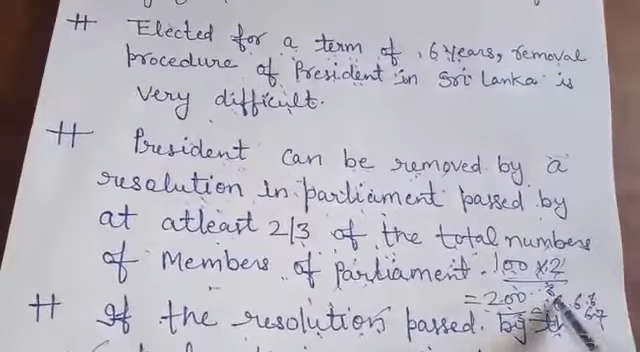 # Elected for a term of 6 years, removal
procedure of President in Sri Lanka is
very difficult.
# President can be removed by a
resolution in parliament passed by
at atleast 2/3 of the total numbers
of Members of parliament. 100 x 2
= 200
# If the resolution passed by